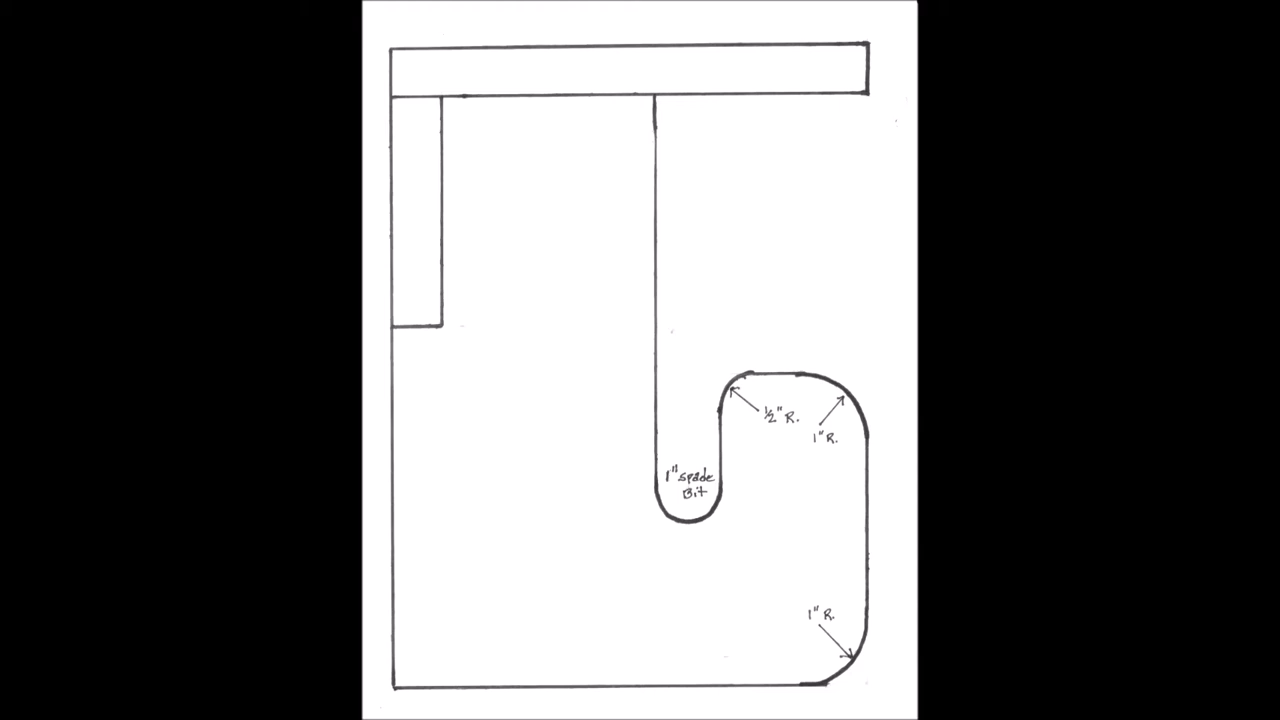 ½" R.
1" R.
1" spade
Bit
1" R.